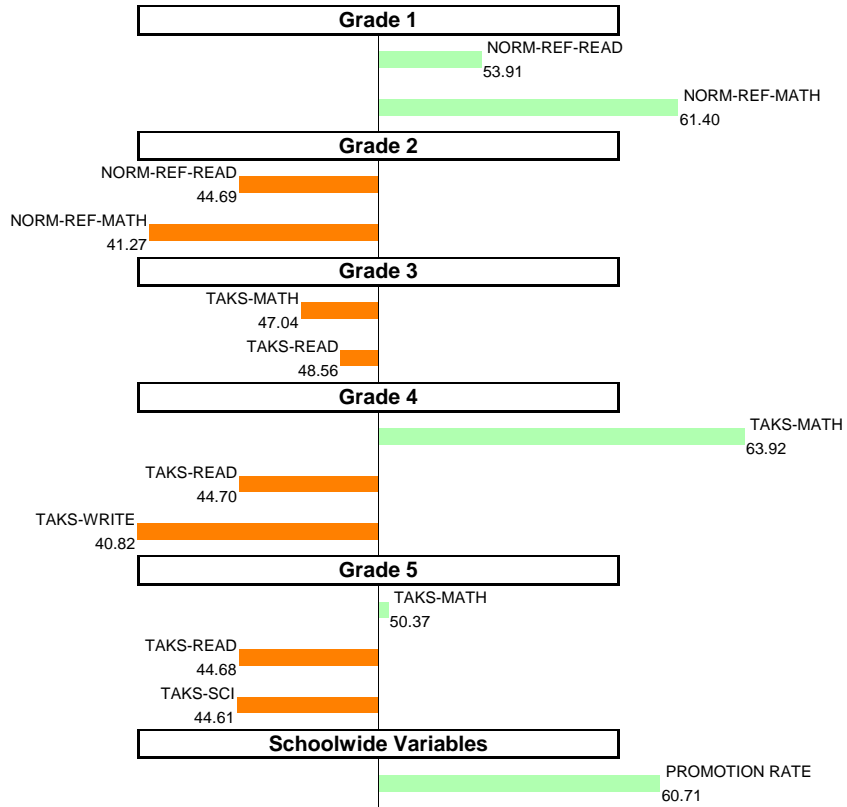 Grade 1
NORM-REF-READ
53.91
NORM-REF-MATH
61.40
Grade 2
NORM-REF-READ
44.69
NORM-REF-MATH
41.27
Grade 3
TAKS-MATH
47.04
TAKS-READ
48.56
Grade 4
TAKS-MATH
63.92
TAKS-READ
44.70
TAKS-WRITE
40.82
Grade 5
TAKS-MATH
50.37
TAKS-READ
44.68
TAKS-SCI
44.61
Schoolwide Variables
PROMOTION RATE
60.71